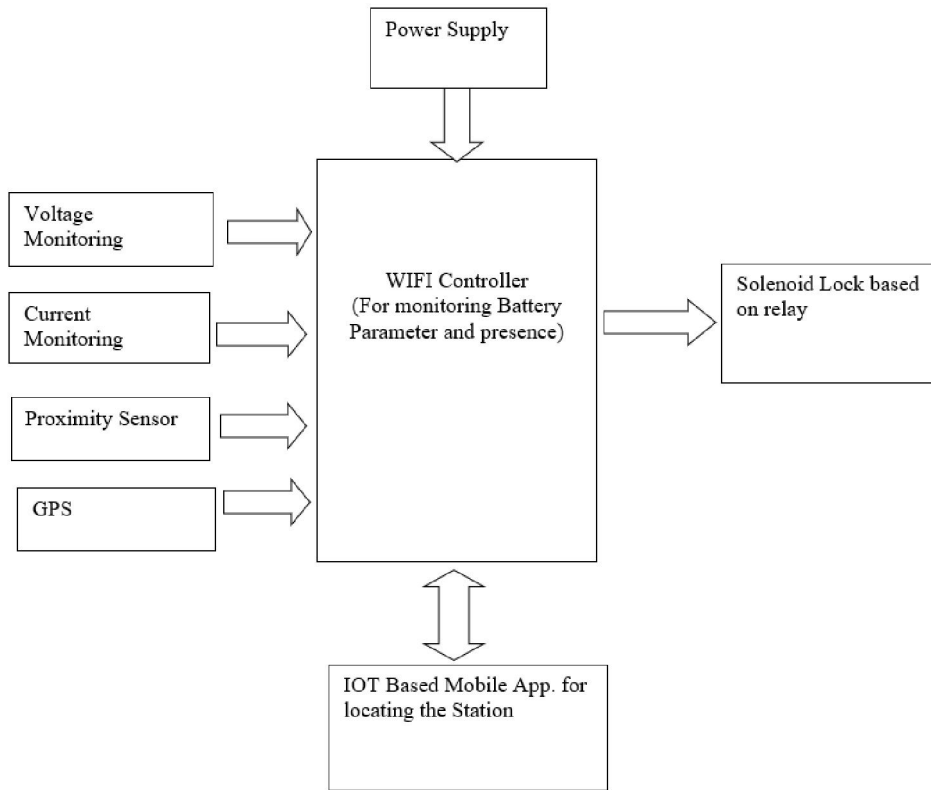 Power Supply
Voltage
Monitoring
Current
Monitoring
Proximity Sensor
GPS
WIFI Controller
(For monitoring Battery
Parameter and presence)
Solenoid Lock based
on relay
IOT Based Mobile App. for
locating the Station